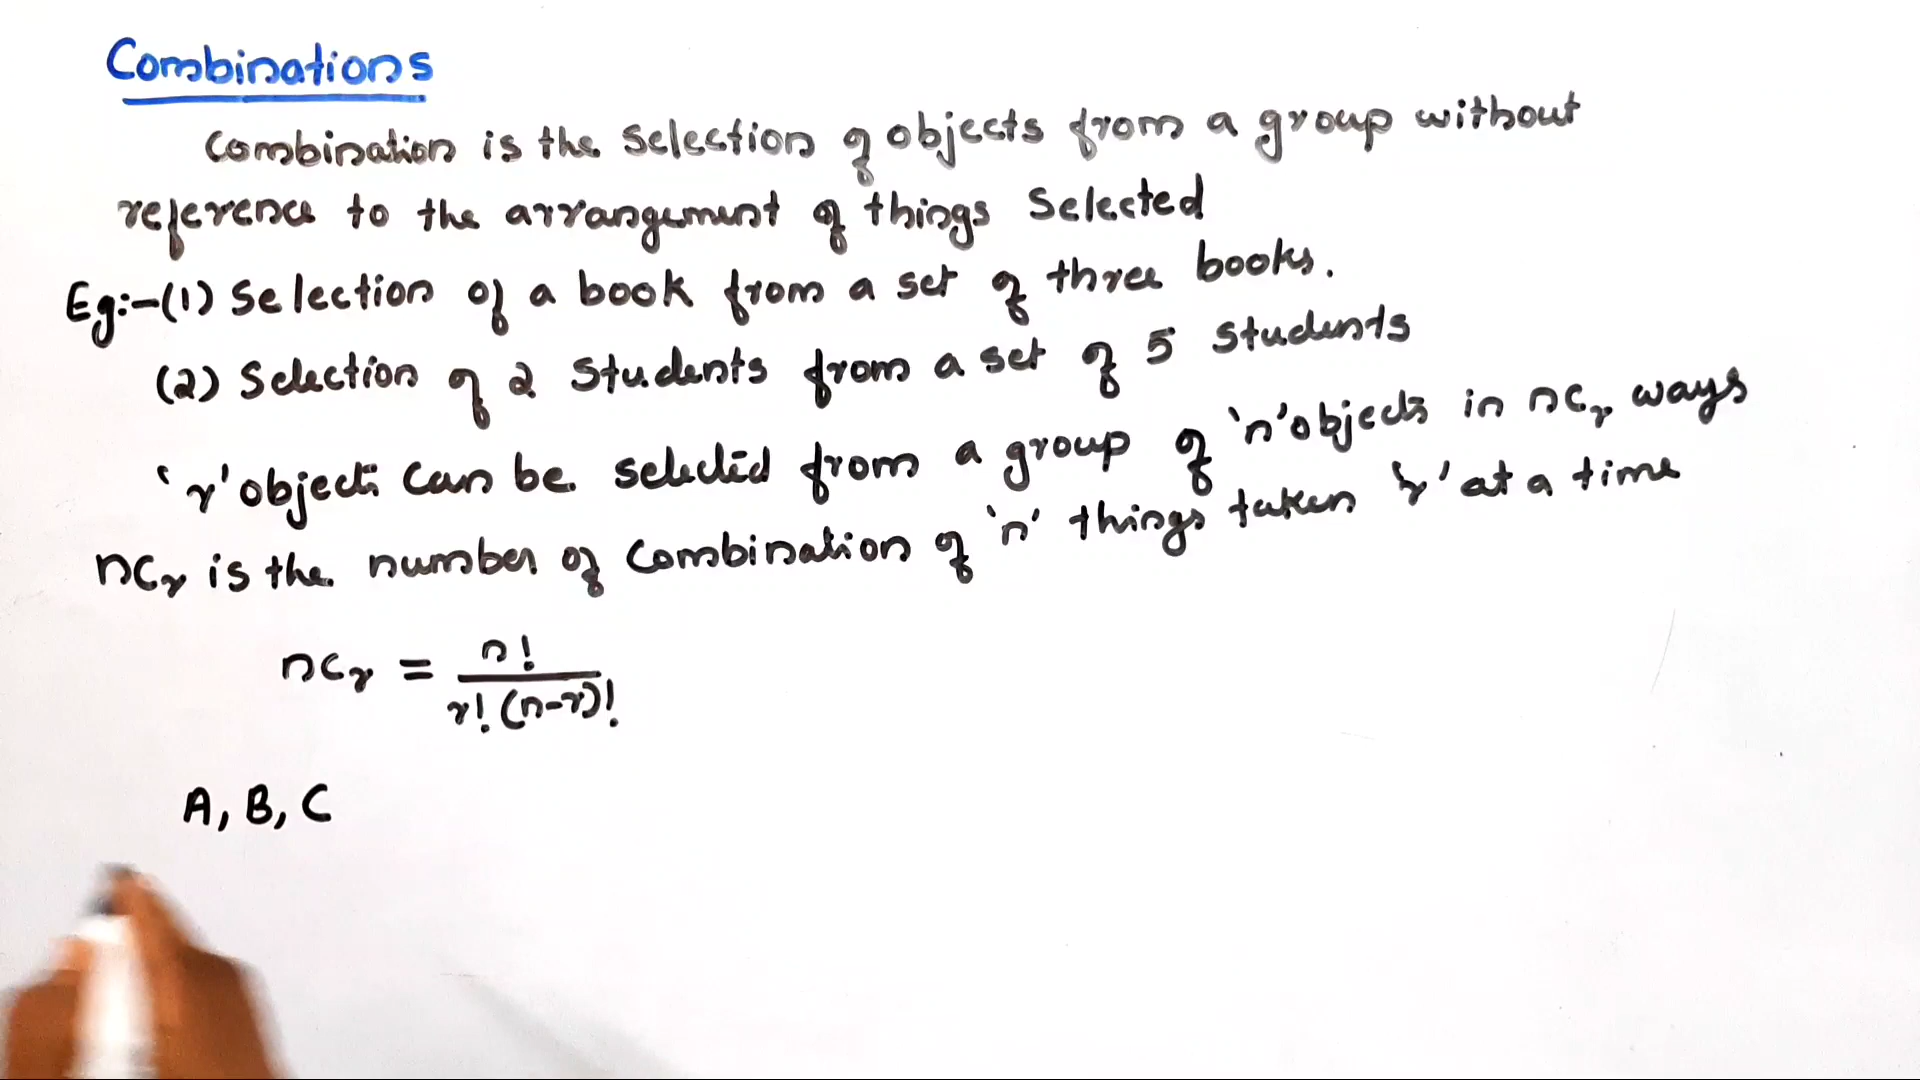 Combinations
Combination is the selection of objects from a group without
reference to the arrangement of things selected
Eg:-(1) Selection of a book from a set of three books.
(2) Selection of 2 students from a set of 5 students
'r' objects can be selected from a group of 'n' objects in nCr ways
nCr is the number of combination of 'n' things taken 'r' at a time
nCr = n! / r! (n-r)!
A, B, C